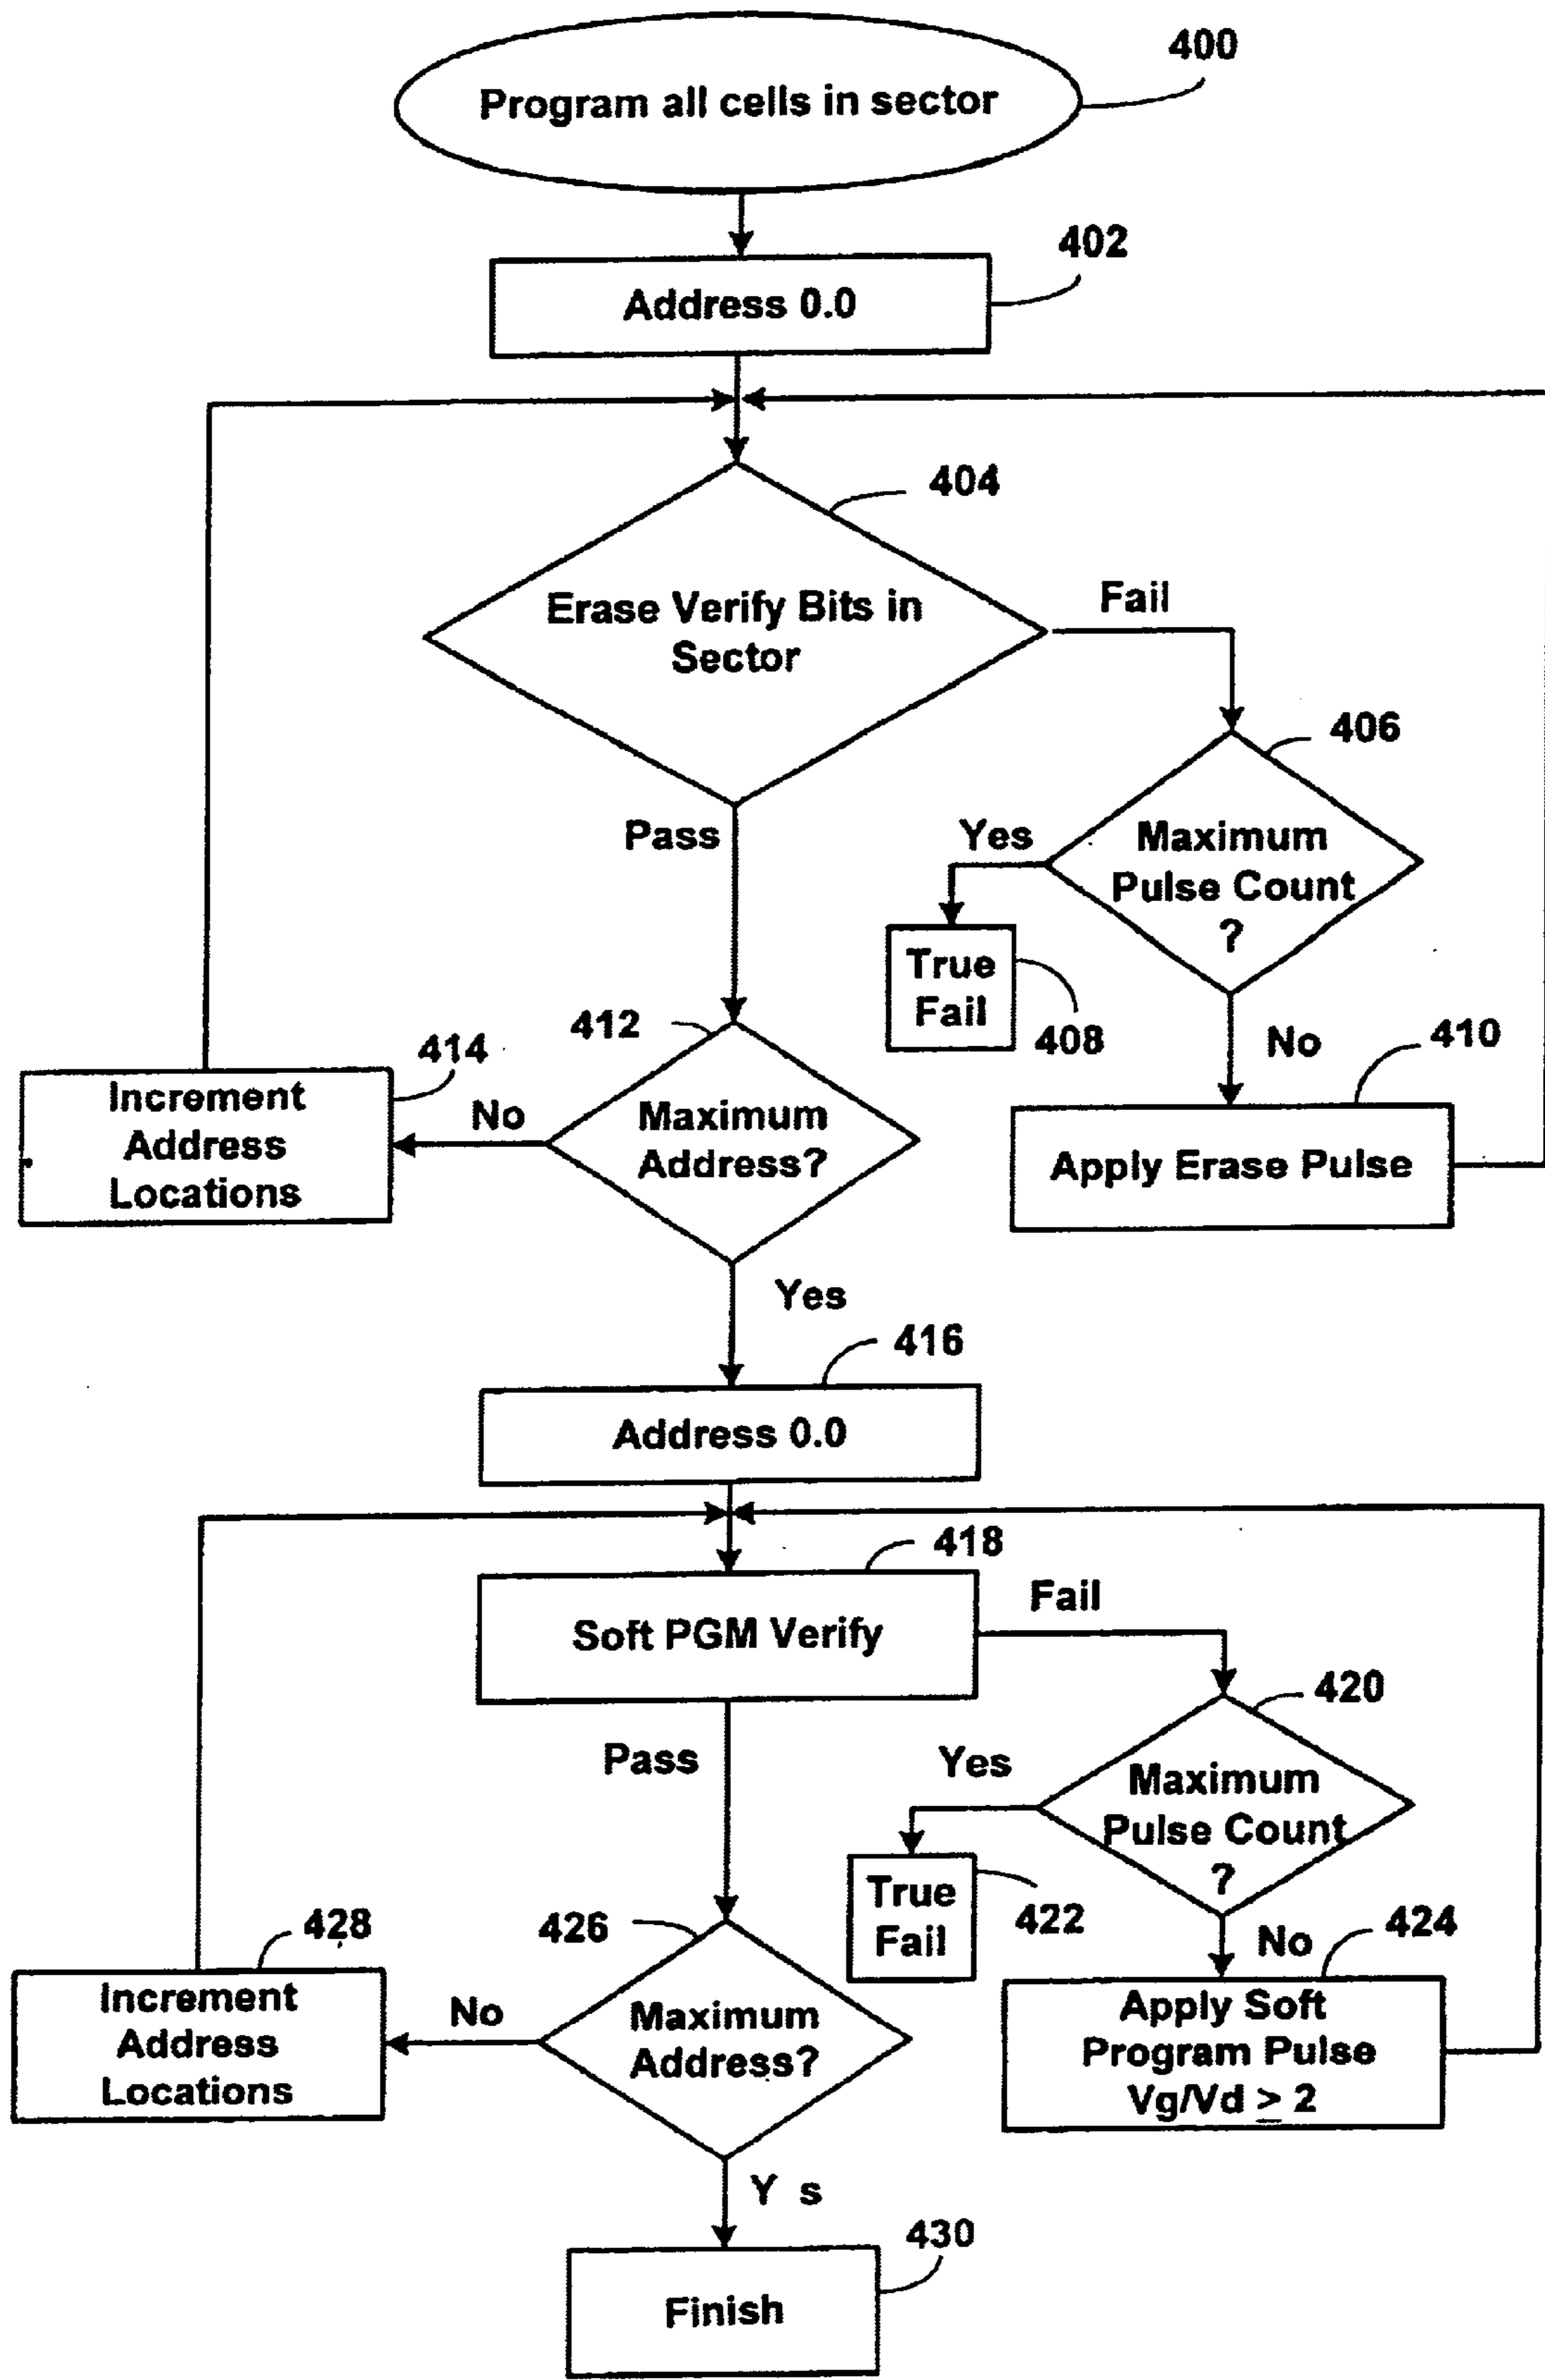 400
Program all cells in sector
402
Address 0.0
404
Erase Verify Bits in
Sector
Fail
406
Maximum
Pulse Count
?
Yes
True
Fail
408
No
410
Apply Erase Pulse
Pass
412
Maximum
Address?
No
414
Increment
Address
Locations
Yes
416
Address 0.0
418
Soft PGM Verify
Fail
420
Maximum
Pulse Count
?
Yes
True
Fail
422
No
424
Apply Soft
Program Pulse
Vg/Vd ≥ 2
Pass
426
Maximum
Address?
No
428
Increment
Address
Locations
Y s
430
Finish